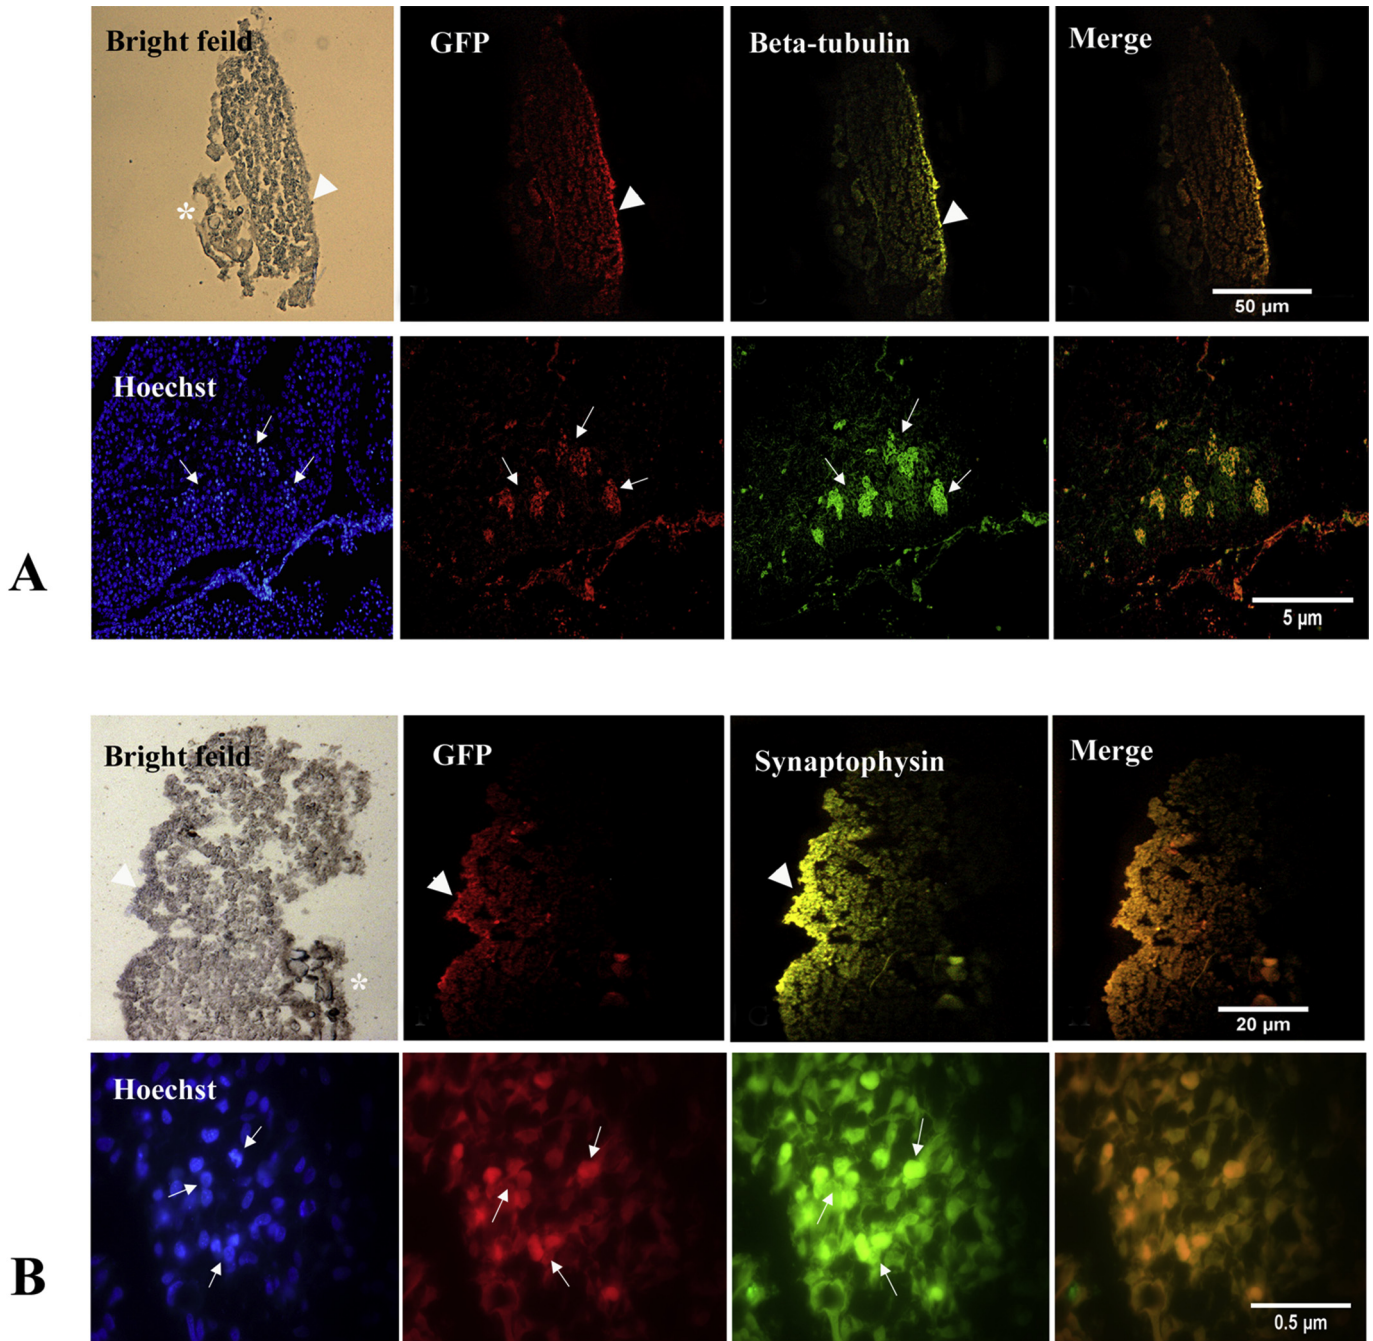 Bright feild
GFP
Beta-tubulin
Merge
50 µm
Hoechst
5 µm
A
Bright feild
GFP
Synaptophysin
Merge
20 µm
Hoechst
0.5 µm
B